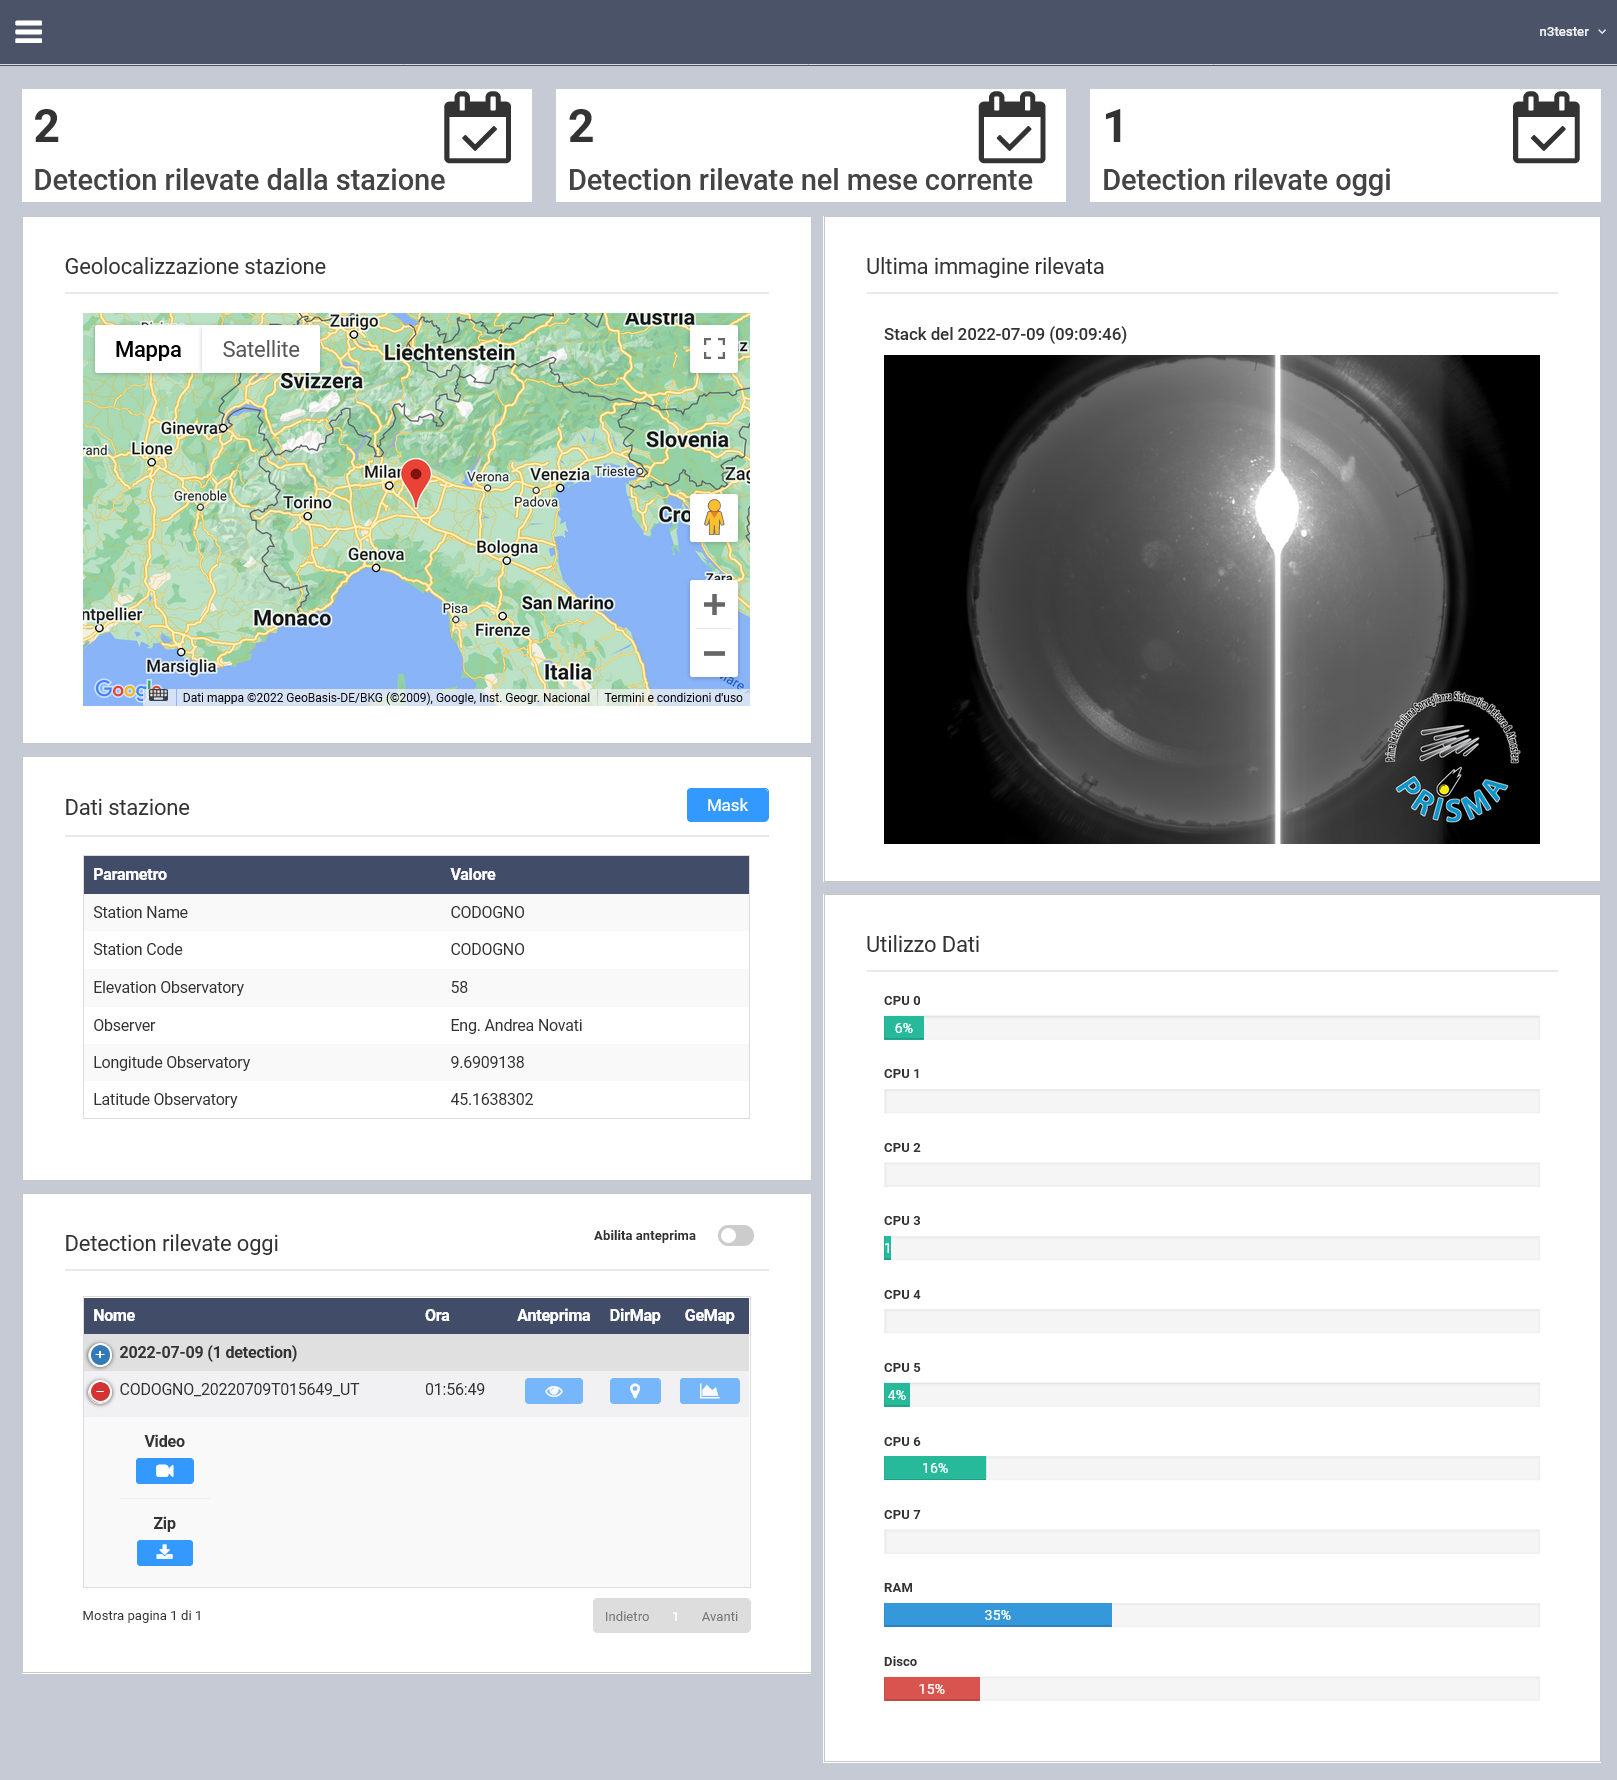 n3tester
2
Detection rilevate dalla stazione
2
Detection rilevate nel mese corrente
1
Detection rilevate oggi
Geolocalizzazione stazione
Mappa
Satellite
Zurigo
Austria
Liechtenstein
Svizzera
Ginevra
Lione
Slovenia
Grenoble
Torino
Verona
Venezia
Trieste
Padova
Genova
Bologna
Zara
Pisa
San Marino
Monaco
Firenze
Marsiglia
Italia
Google
Dati mappa ©2022 GeoBasis-DE/BKG (©2009), Google, Inst. Geogr. Nacional
Termini e condizioni d'uso
Ultima immagine rilevata
Stack del 2022-07-09 (09:09:46)
Prima Rete Italiana Sorveglianza Sistematica Meteore & Atmosfera
PRISMA
Dati stazione
Mask
Parametro Valore
Station Name CODOGNO
Station Code CODOGNO
Elevation Observatory 58
Observer Eng. Andrea Novati
Longitude Observatory 9.6909138
Latitude Observatory 45.1638302
Detection rilevate oggi
Abilita anteprima
Nome Ora Anteprima DirMap GeMap
2022-07-09 (1 detection)
CODOGNO_20220709T015649_UT 01:56:49
Video
Zip
Mostra pagina 1 di 1
Indietro 1 Avanti
Utilizzo Dati
CPU 0
6%
CPU 1
CPU 2
CPU 3
1
CPU 4
CPU 5
4%
CPU 6
16%
CPU 7
RAM
35%
Disco
15%